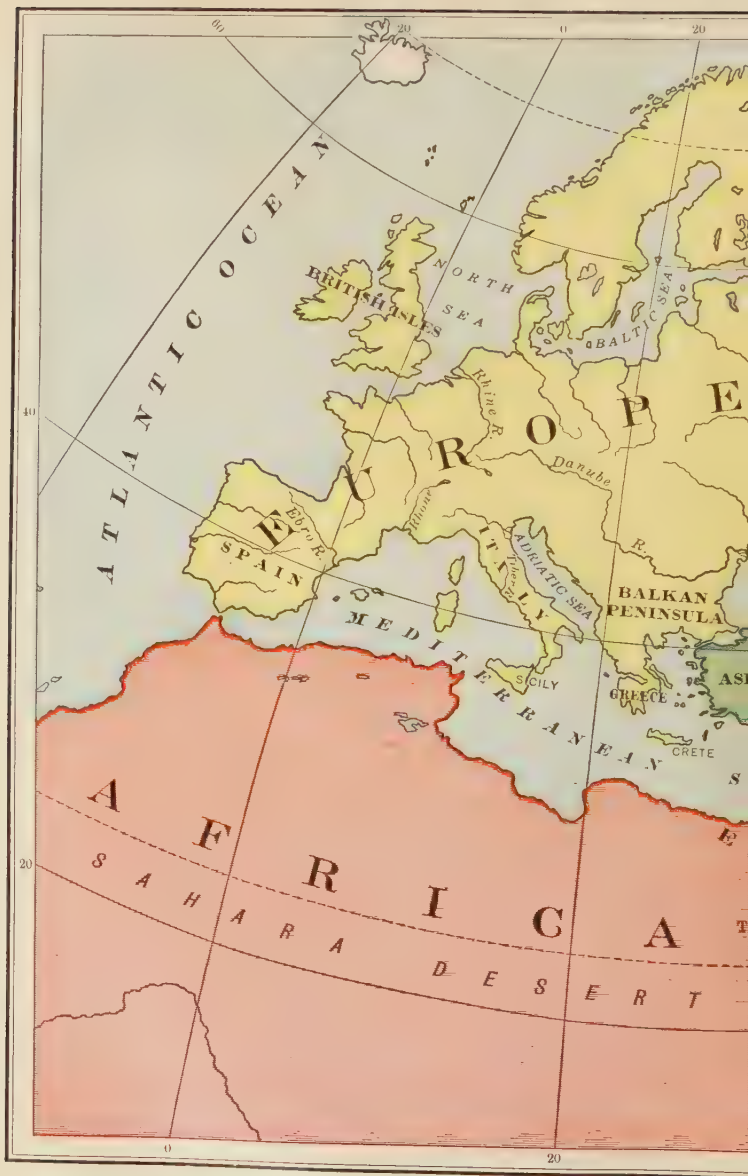 60
20
0
20
ATLANTIC OCEAN
NORTH
SEA
BRITISH ISLES
BALTIC SEA
EUROPE
Rhine R.
40
Danube
R.
Rhone
Ebro R.
SPAIN
ITALY
Tiber R.
ADRIATIC SEA
BALKAN
PENINSULA
MEDITERRANEAN
S
ASI
SICILY
GREECE
CRETE
AFRICA
E
T
20
SAHARA DESERT
0
20